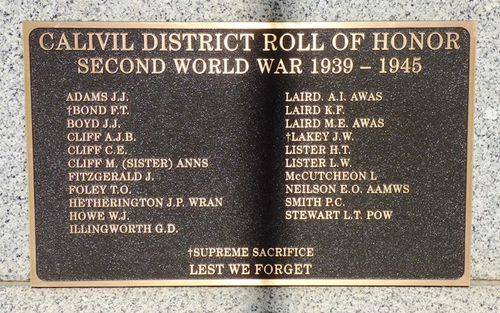 CALIVIL DISTRICT ROLL OF HONOR
SECOND WORLD WAR 1939 – 1945
ADAMS J.J.
†BOND F.T.
BOYD J.J.
CLIFF A.J.B.
CLIFF C.E.
CLIFF M. (SISTER) ANNS
FITZGERALD J.
FOLEY T.O.
HETHERINGTON J.P. WRAN
HOWE W.J.
ILLINGWORTH G.D.
LAIRD. A.I. AWAS
LAIRD K.F.
LAIRD M.E. AWAS
†LAKEY J.W.
LISTER H.T.
LISTER L.W.
McCUTCHEON L
NEILSON E.O. AAMWS
SMITH P.C.
STEWART L.T. POW
†SUPREME SACRIFICE
LEST WE FORGET